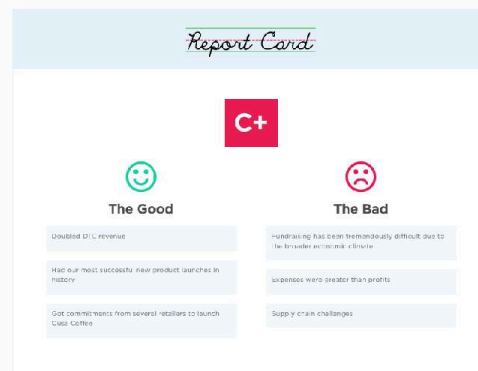 Report Card
C+
The Good
The Bad
Doubled DTC revenue
Had our most successful new product launches in
history
Got commitments from several retailers to launch
Cusa Coffee
Fundraising has been tremendously difficult due to
the broader economic climate
Expenses were greater than profits
Supply chain challenges